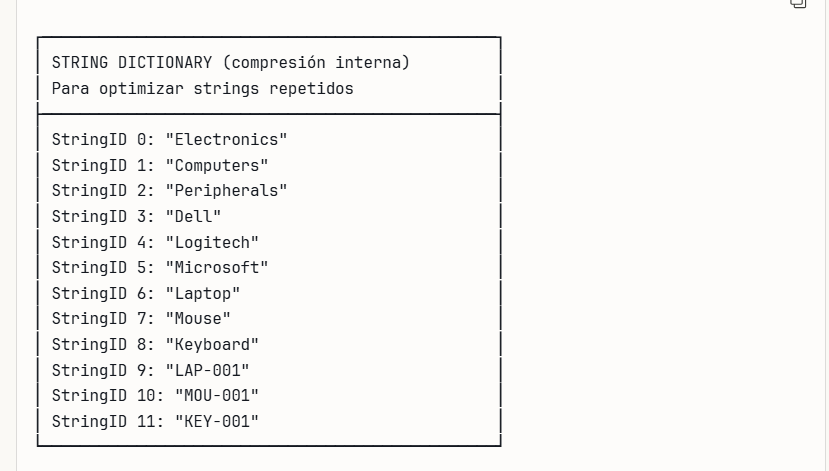 STRING DICTIONARY (compresión interna)
Para optimizar strings repetidos
StringID 0: "Electronics"
StringID 1: "Computers"
StringID 2: "Peripherals"
StringID 3: "Dell"
StringID 4: "Logitech"
StringID 5: "Microsoft"
StringID 6: "Laptop"
StringID 7: "Mouse"
StringID 8: "Keyboard"
StringID 9: "LAP-001"
StringID 10: "MOU-001"
StringID 11: "KEY-001"